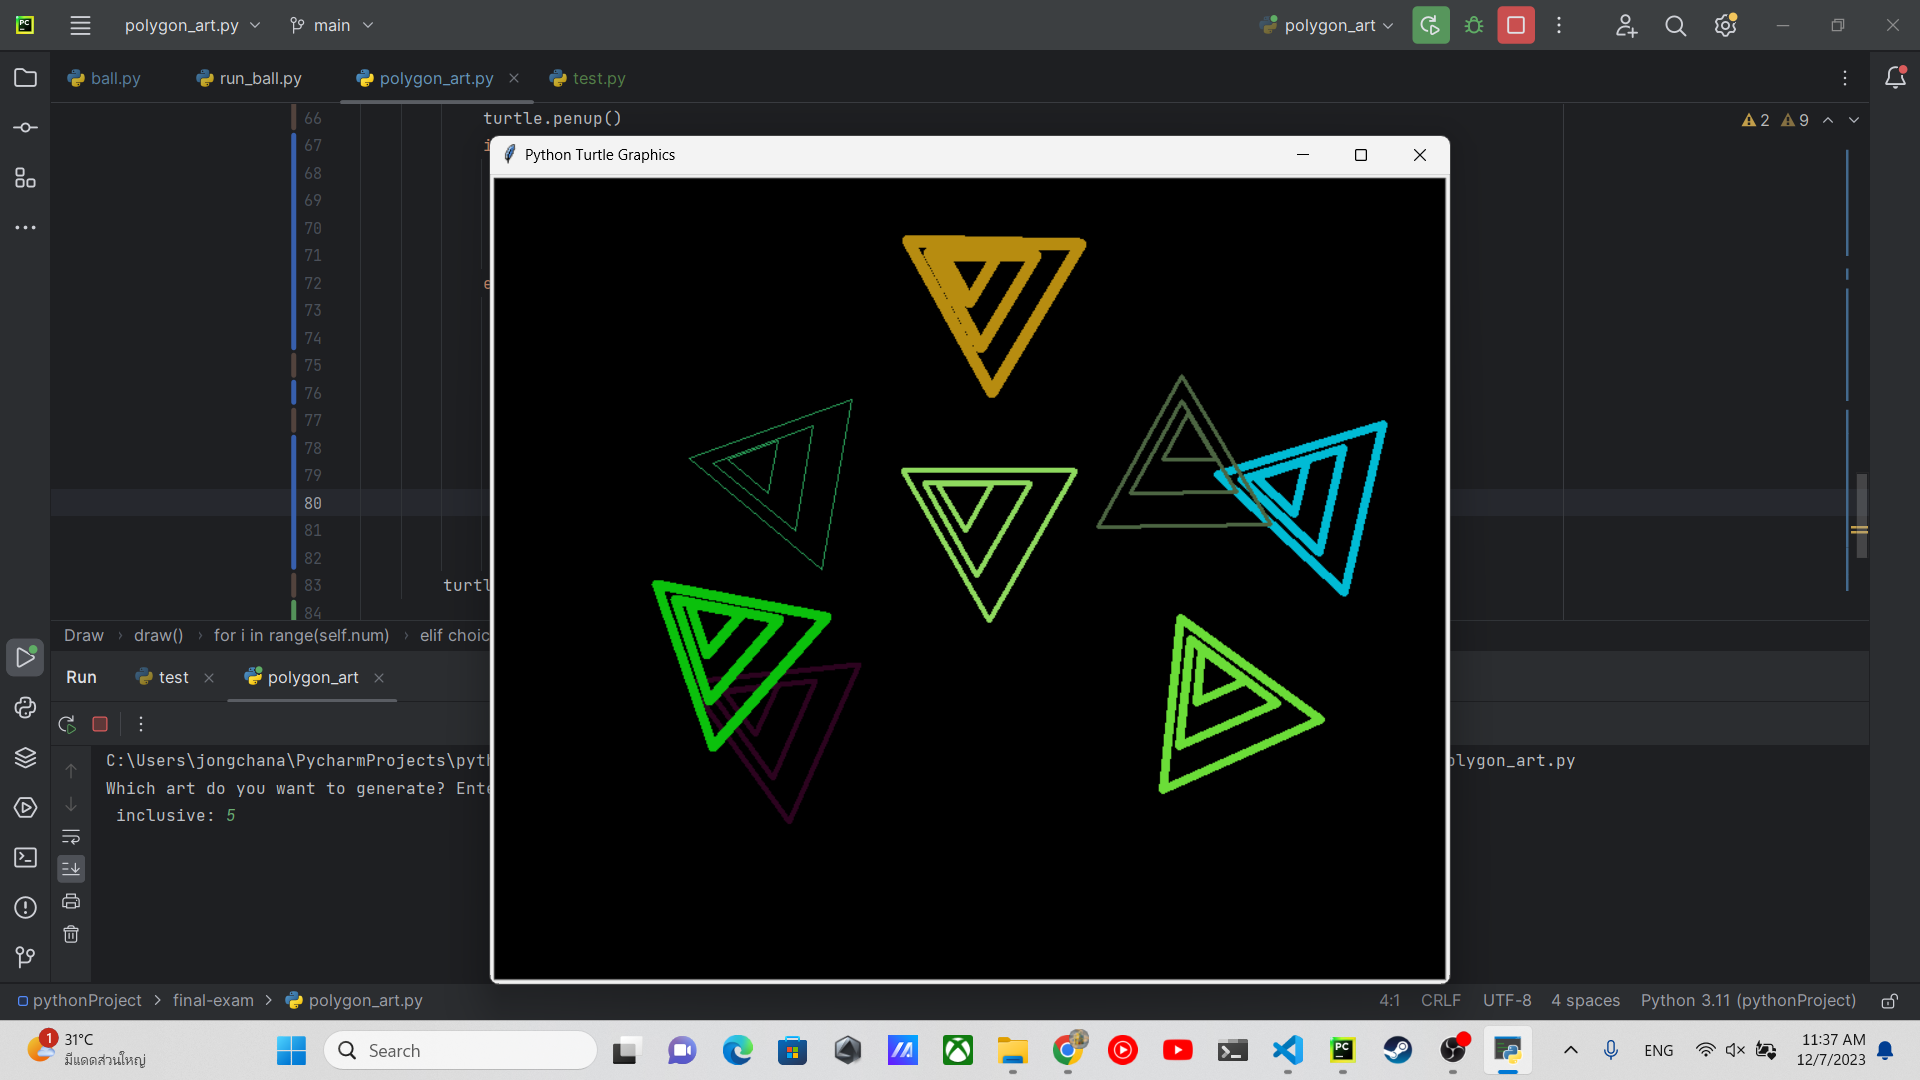 PC
polygon_art.py
main
polygon_art
ball.py
run_ball.py
polygon_art.py
test.py
66
turtle.penup()
2
9
67
i
Python Turtle Graphics
68
69
70
71
72
e
73
74
75
76
77
78
79
80
81
82
83
turtl
84
Draw
draw()
for i in range(self.num)
elif choic
Run
test
polygon_art
C:\Users\jongchana\PycharmProjects\pyth
olygon_art.py
Which art do you want to generate? Ente
inclusive: 5
pythonProject
final-exam
polygon_art.py
4:1
CRLF
UTF-8
4 spaces
Python 3.11 (pythonProject)
1
31°C
มีแดดส่วนใหญ่
Search
PC
ENG
11:37 AM
12/7/2023